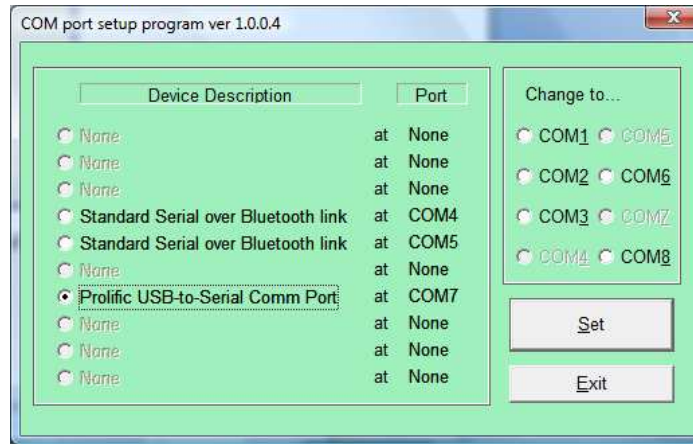 COM port setup program ver 1.0.0.4
Device Description Port
None at None
None at None
None at None
Standard Serial over Bluetooth link at COM4
Standard Serial over Bluetooth link at COM5
None at None
Prolific USB-to-Serial Comm Port at COM7
None at None
None at None
None at None
Change to...
COM1 COM5
COM2 COM6
COM3 COM7
COM4 COM8
Set
Exit